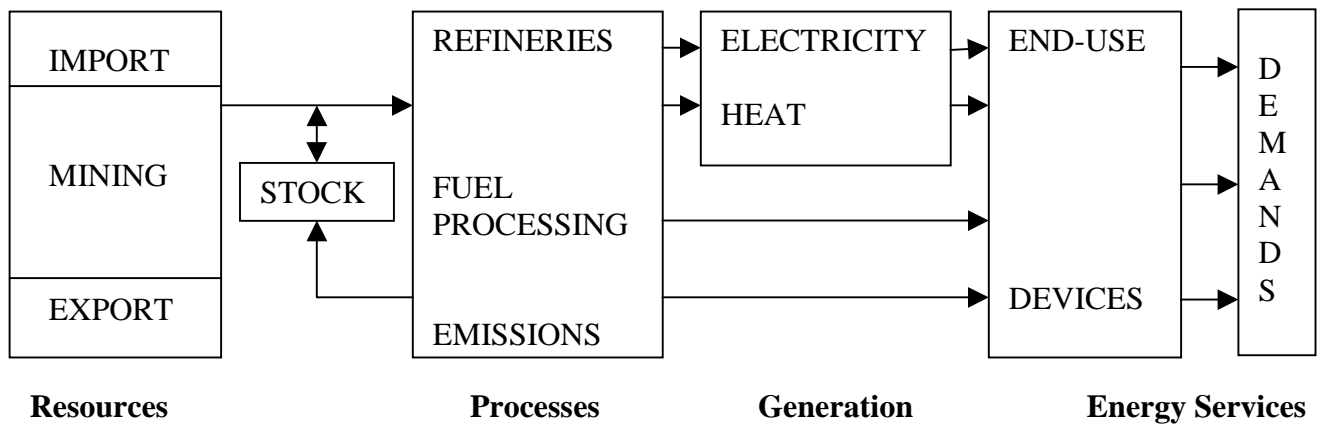 IMPORT
MINING
EXPORT
STOCK
REFINERIES
FUEL
PROCESSING
EMISSIONS
ELECTRICITY
HEAT
END-USE
DEVICES
D
E
M
A
N
D
S
Resources
Processes
Generation
Energy Services